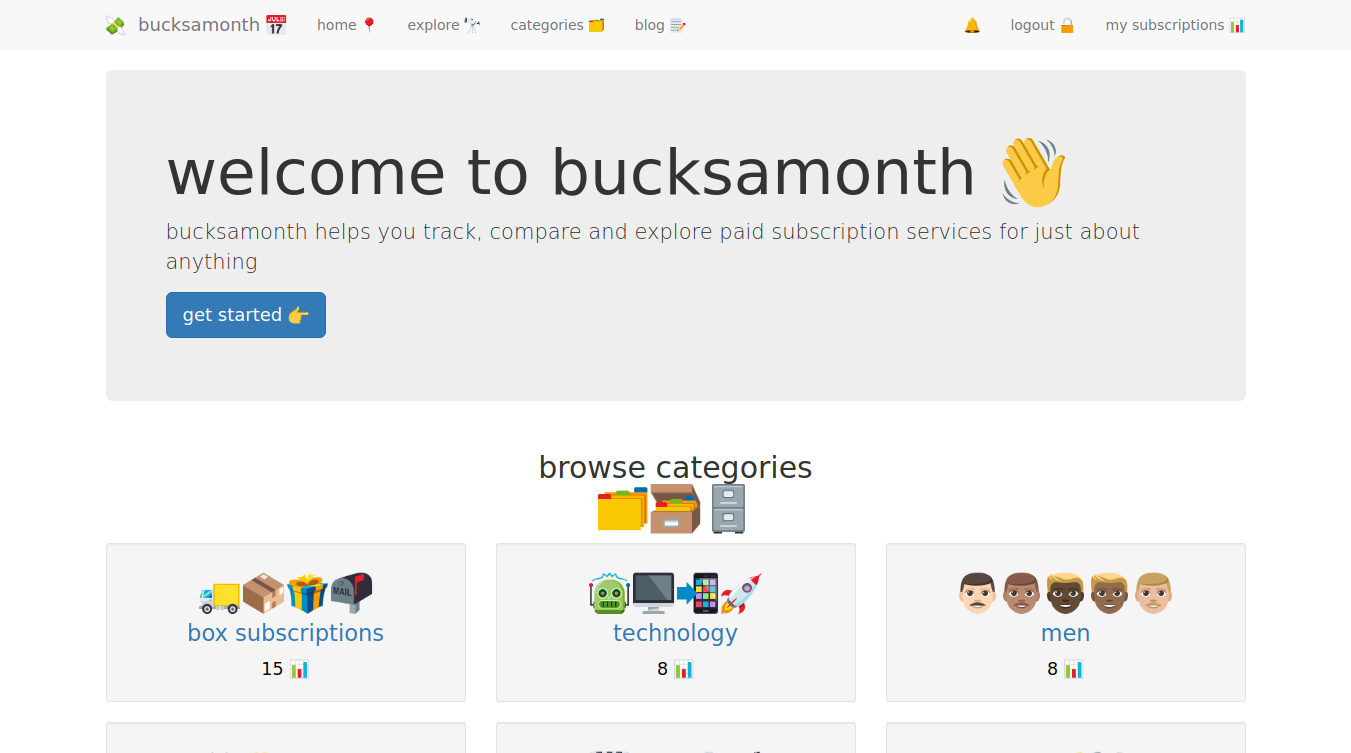 bucksamonth
home
explore
categories
blog
logout
my subscriptions
welcome to bucksamonth
bucksamonth helps you track, compare and explore paid subscription services for just about
anything
get started
browse categories
MAIL
box subscriptions
technology
men
15
8
8